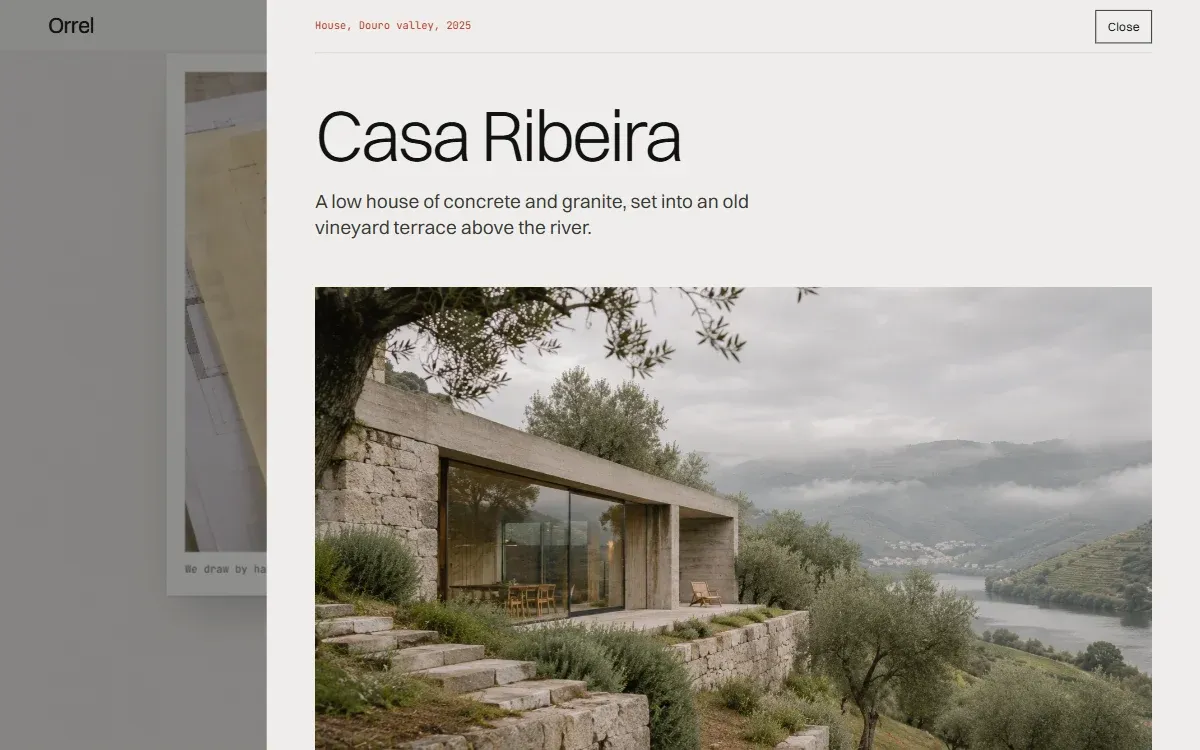 Orrel
House, Douro valley, 2025
Close
Casa Ribeira
A low house of concrete and granite, set into an old
vineyard terrace above the river.
We draw by